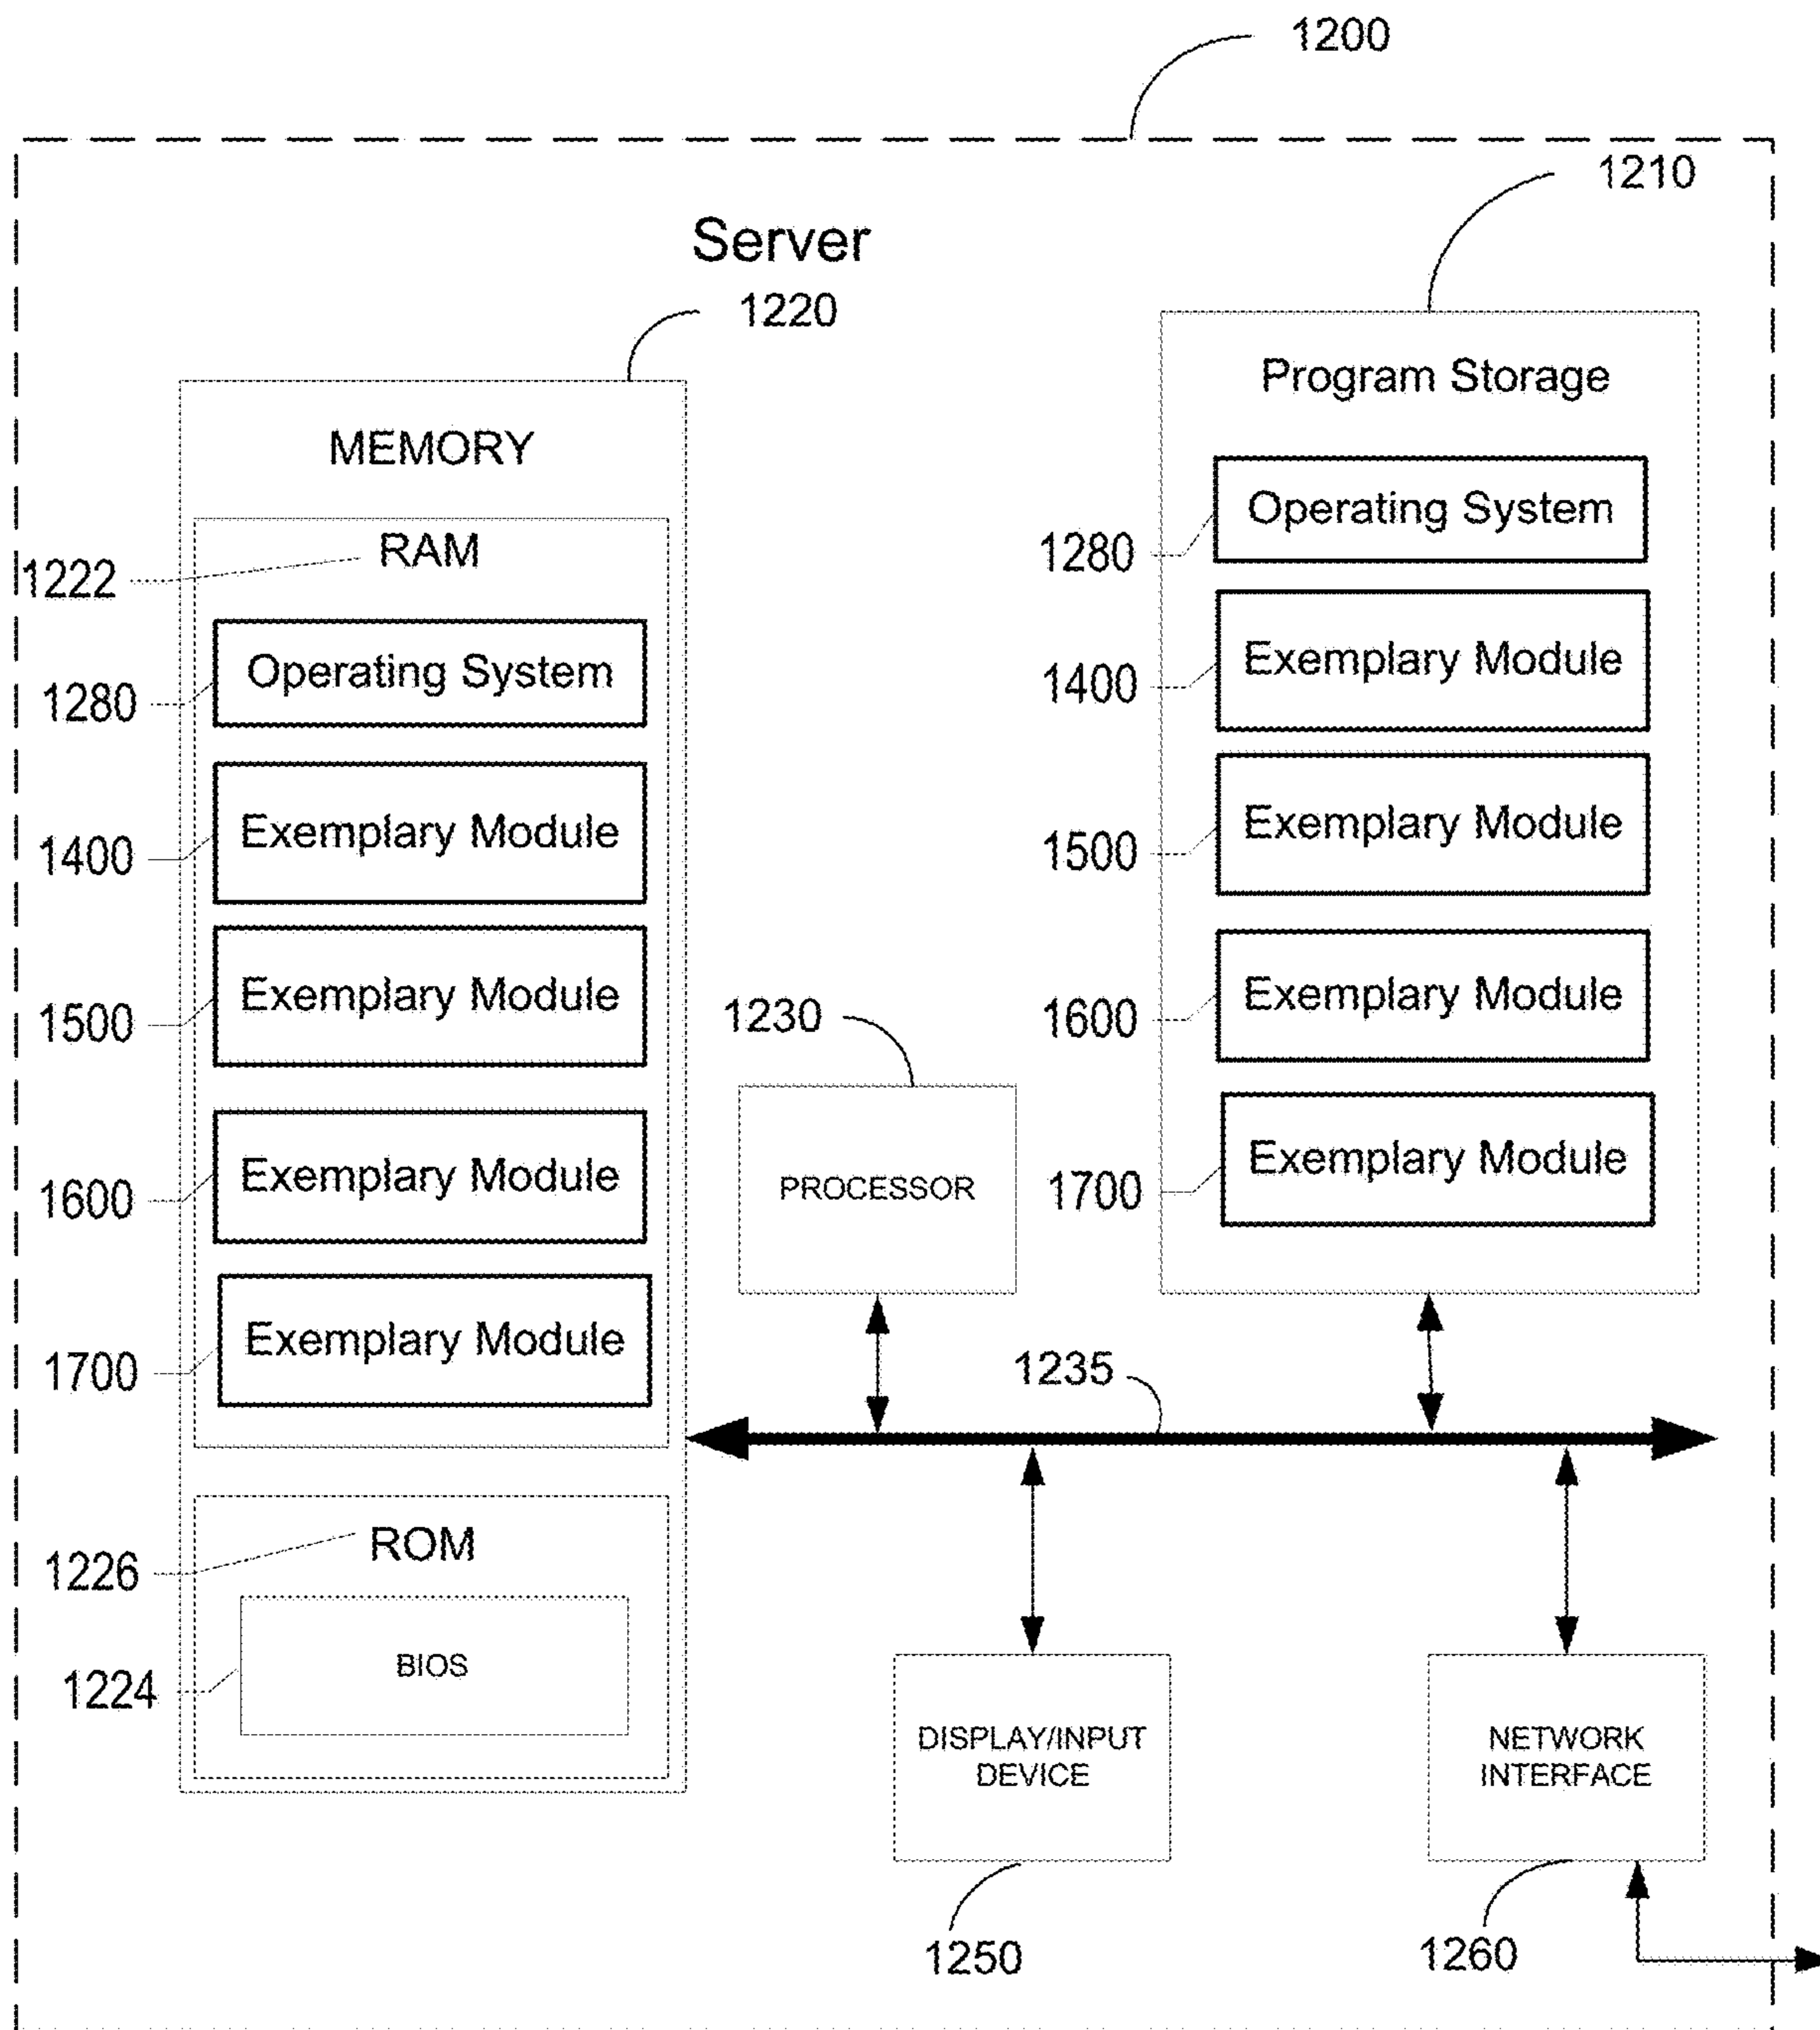 1200
1210
Server
1220
Program Storage
MEMORY
Operating System
1280
RAM
1222
Exemplary Module
1400
Operating System
1280
Exemplary Module
1400
Exemplary Module
1500
Exemplary Module
1500
Exemplary Module
1600
1230
Exemplary Module
1600
PROCESSOR
Exemplary Module
1700
Exemplary Module
1700
1235
ROM
1226
BIOS
1224
DISPLAY/INPUT
DEVICE
NETWORK
INTERFACE
1250
1260